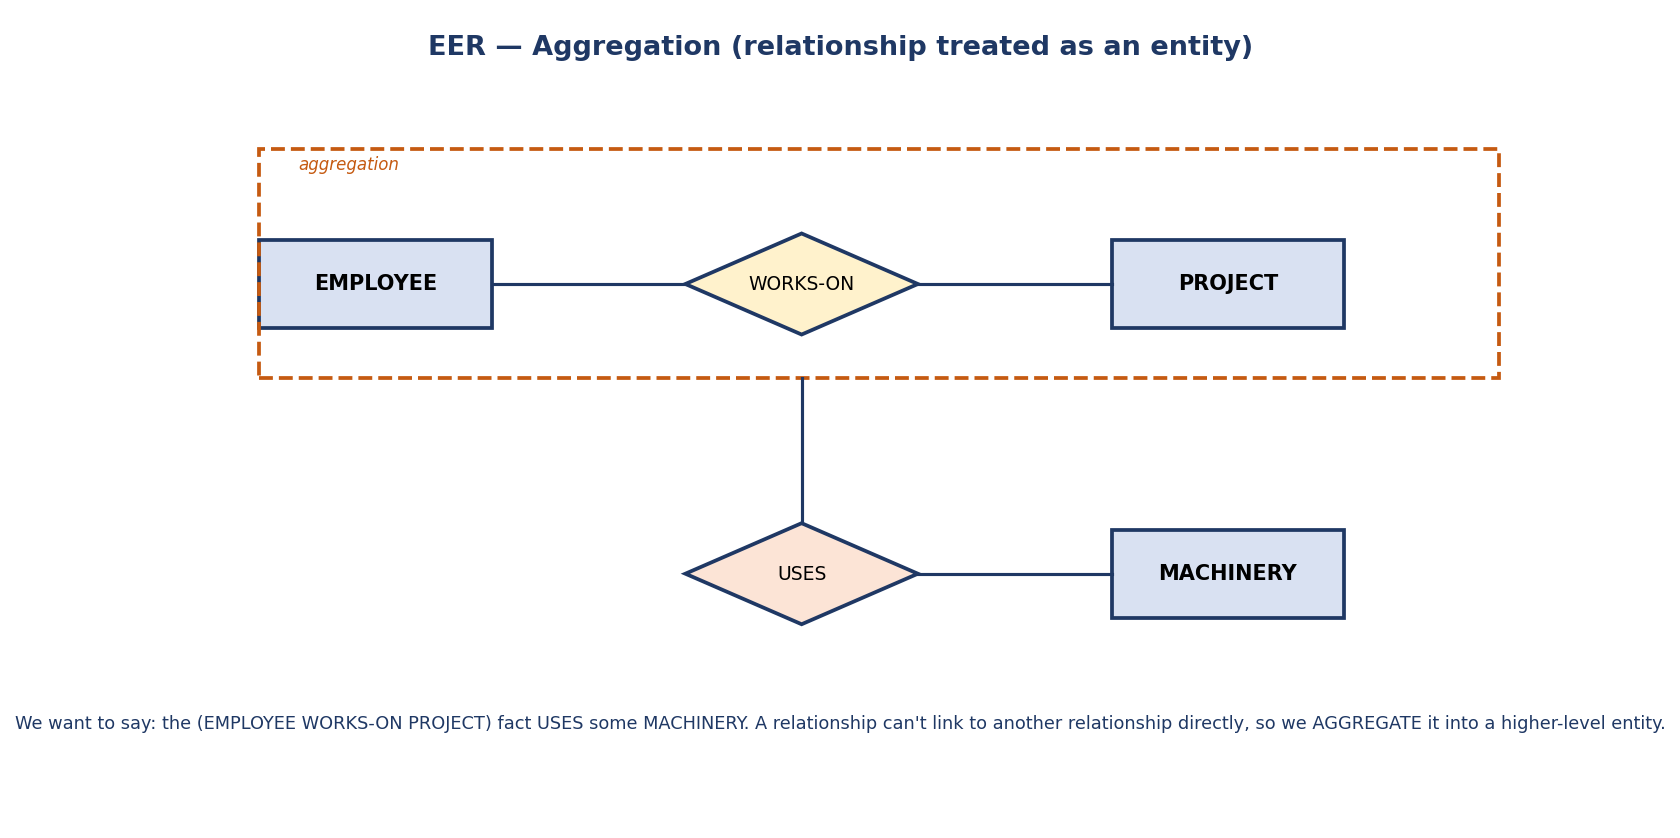 EER — Aggregation (relationship treated as an entity)
aggregation
EMPLOYEE
WORKS-ON
PROJECT
USES
MACHINERY
We want to say: the (EMPLOYEE WORKS-ON PROJECT) fact USES some MACHINERY. A relationship can't link to another relationship directly, so we AGGREGATE it into a higher-level entity.